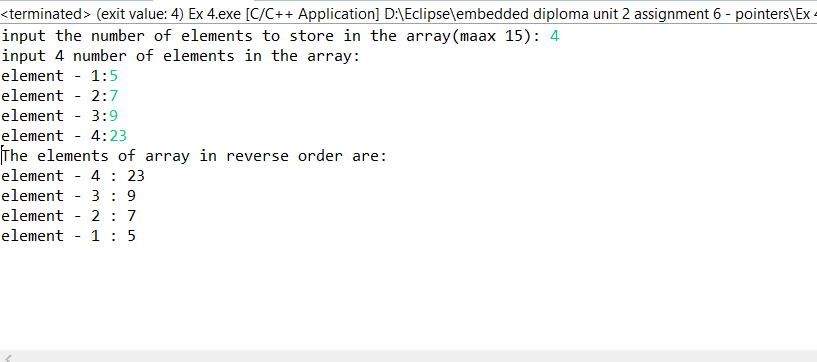 <terminated> (exit value: 4) Ex 4.exe [C/C++ Application] D:\Eclipse\embedded diploma unit 2 assignment 6 - pointers\Ex 4
input the number of elements to store in the array(maax 15): 4
input 4 number of elements in the array:
element - 1:5
element - 2:7
element - 3:9
element - 4:23
The elements of array in reverse order are:
element - 4 : 23
element - 3 : 9
element - 2 : 7
element - 1 : 5